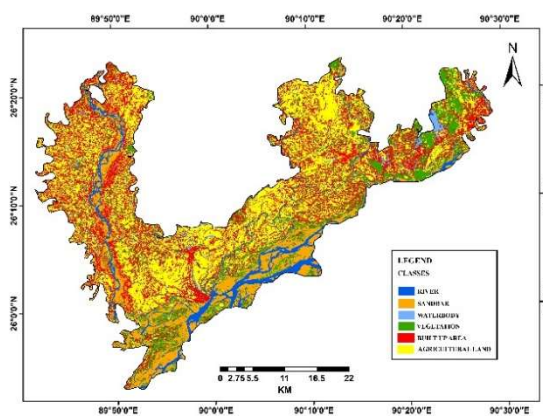 89°50'0"E 90°0'0"E 90°10'0"E 90°20'0"E 90°30'0"E
N
26°20'0"N
26°10'0"N
26°0'0"N
LEGEND
CLASSES
RIVER
SANDBAR
WATERBODY
VEGETATION
BUILT UP AREA
AGRICULTURAL LAND
0 2.75 5.5 11 16.5 22
KM
89°50'0"E 90°0'0"E 90°10'0"E 90°20'0"E 90°30'0"E